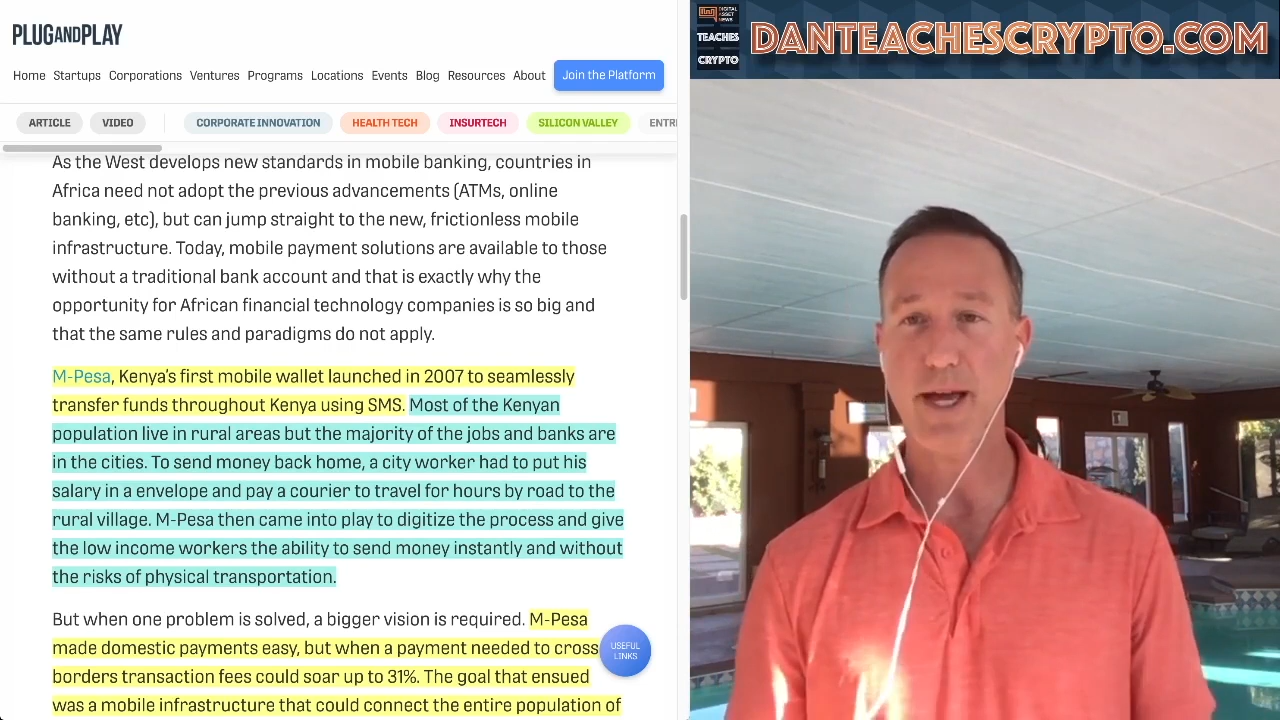 PLUGANDPLAY
Home Startups Corporations Ventures Programs Locations Events Blog Resources About Join the Platform
ARTICLE VIDEO CORPORATE INNOVATION HEALTH TECH INSURTECH SILICON VALLEY ENTR
As the West develops new standards in mobile banking, countries in
Africa need not adopt the previous advancements (ATMs, online
banking, etc), but can jump straight to the new, frictionless mobile
infrastructure. Today, mobile payment solutions are available to those
without a traditional bank account and that is exactly why the
opportunity for African financial technology companies is so big and
that the same rules and paradigms do not apply.
M-Pesa, Kenya's first mobile wallet launched in 2007 to seamlessly
transfer funds throughout Kenya using SMS. Most of the Kenyan
population live in rural areas but the majority of the jobs and banks are
in the cities. To send money back home, a city worker had to put his
salary in a envelope and pay a courier to travel for hours by road to the
rural village. M-Pesa then came into play to digitize the process and give
the low income workers the ability to send money instantly and without
the risks of physical transportation.
But when one problem is solved, a bigger vision is required. M-Pesa
made domestic payments easy, but when a payment needed to cross
borders transaction fees could soar up to 31%. The goal that ensued
was a mobile infrastructure that could connect the entire population of
USEFUL
LINKS
DIGITAL
ASSET
NEWS
TEACHES
CRYPTO
DANTEACHESCRYPTO.COM